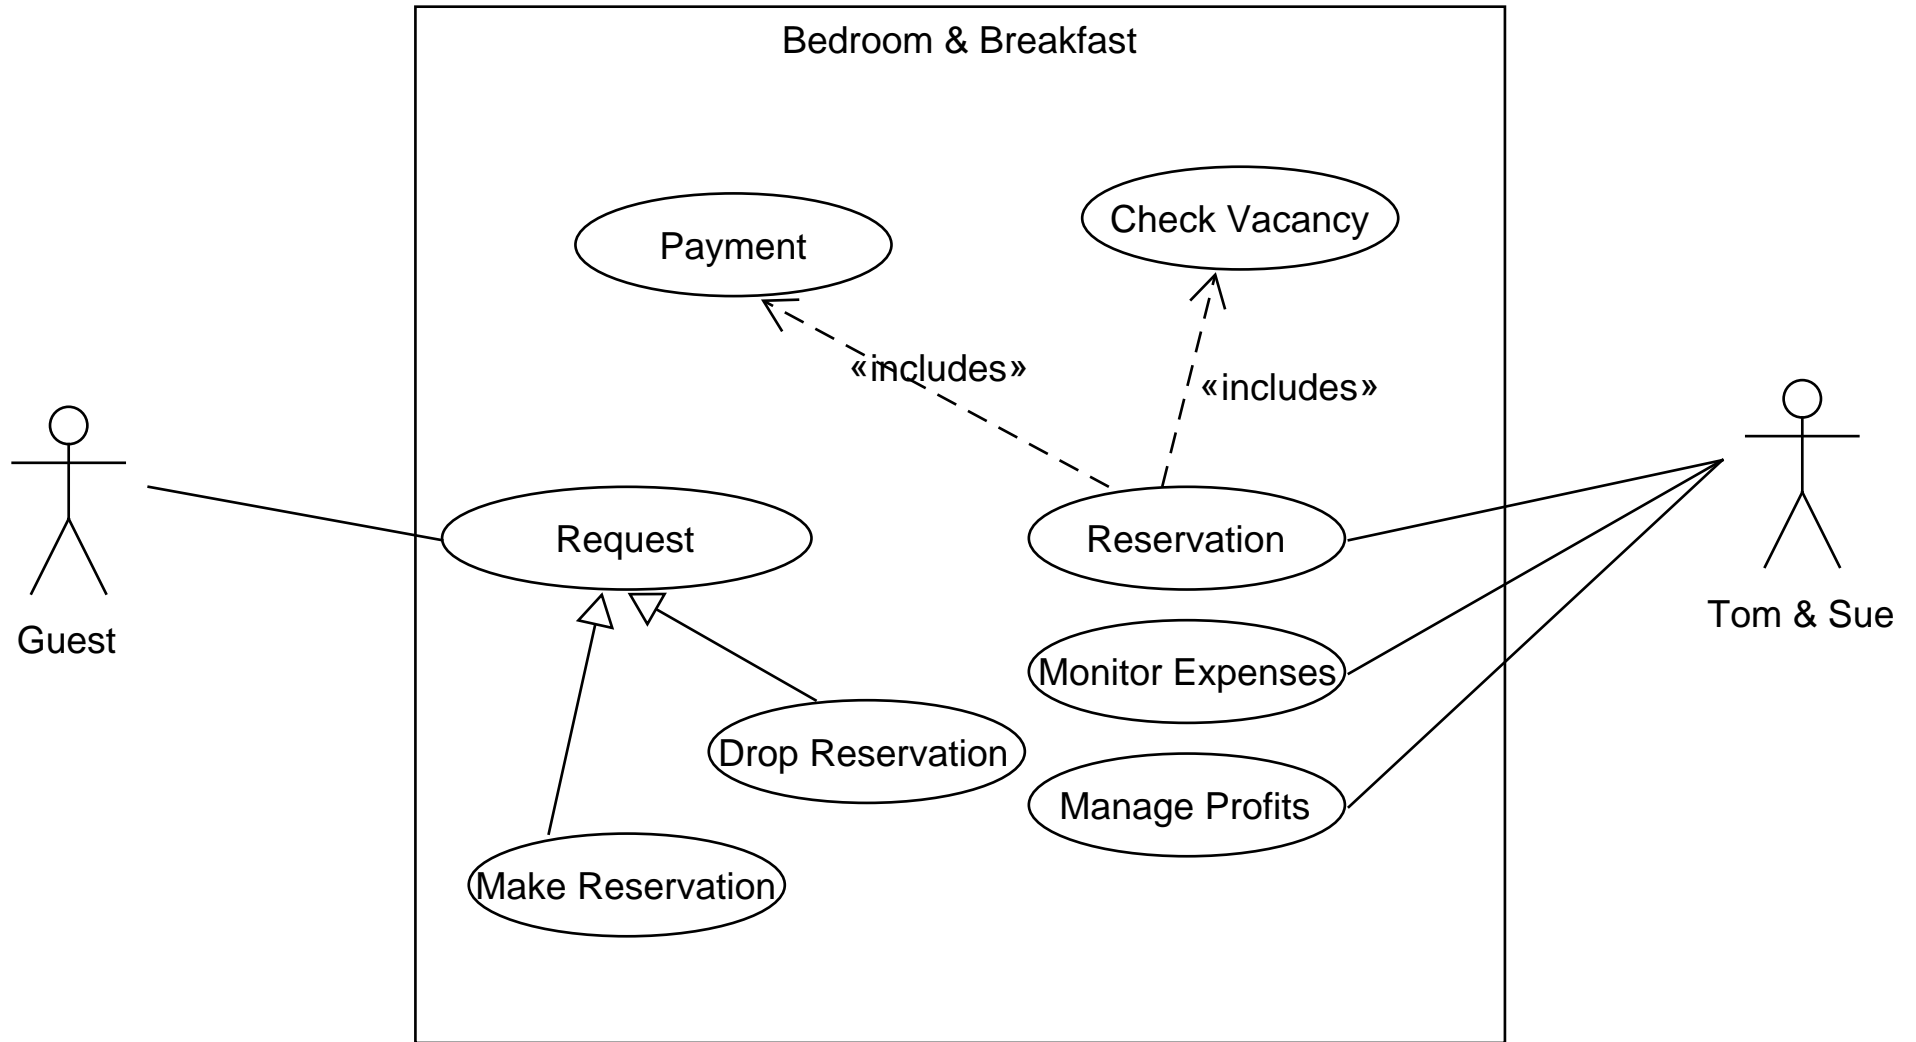 Bedroom & Breakfast
Check Vacancy
Payment
«includes»
«includes»
Request
Reservation
Guest
Tom & Sue
Monitor Expenses
Drop Reservation
Manage Profits
Make Reservation